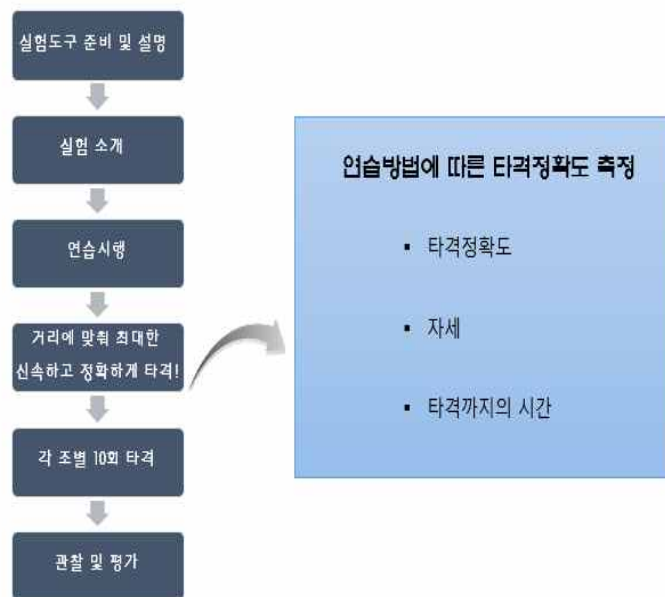 실험도구 준비 및 설명
실험 소개
연습시행
거리에 맞춰 최대한
신속하고 정확하게 타격!
각 조별 10회 타격
관찰 및 평가
연습방법에 따른 타격정확도 측정
▪ 타격정확도
▪ 자세
▪ 타격까지의 시간